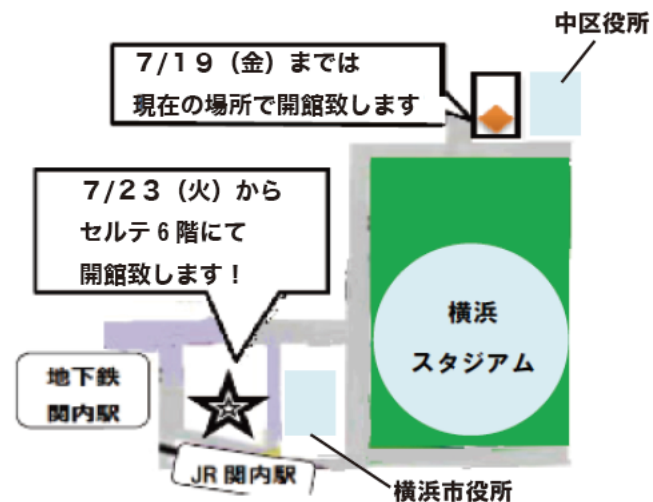 中区役所
7/19（金）までは
現在の場所で開館致します
7/23（火）から
セルテ6階にて
開館致します！
横浜
スタジアム
地下鉄
関内駅
JR関内駅
横浜市役所